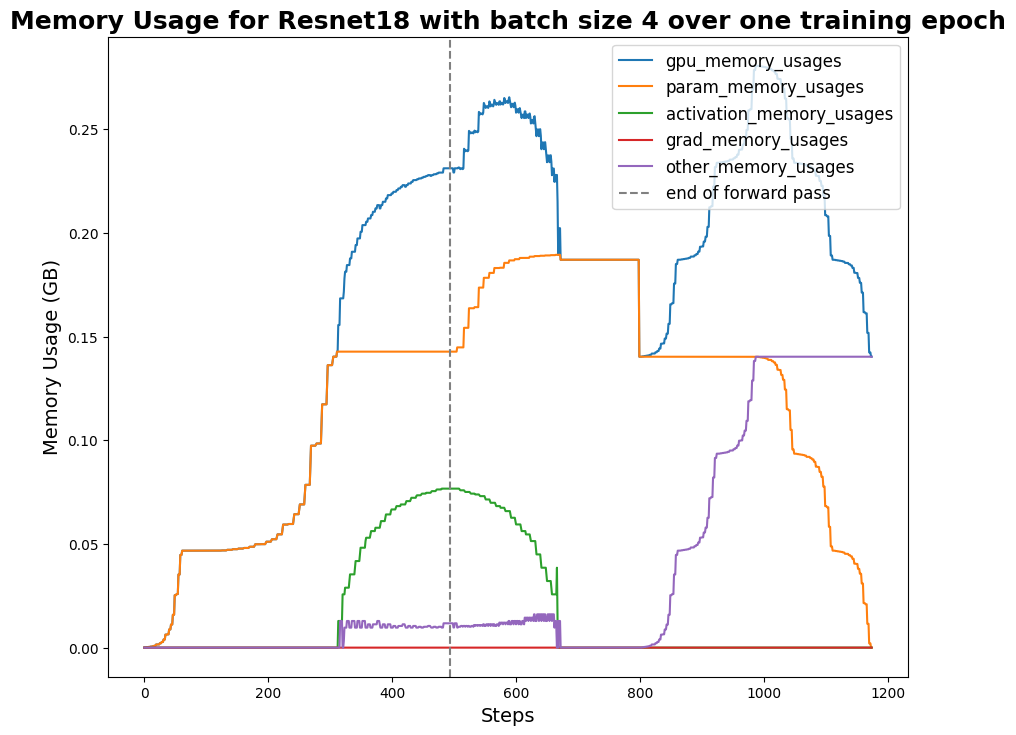 Memory Usage for Resnet18 with batch size 4 over one training epoch
gpu_memory_usages
param_memory_usages
activation_memory_usages
grad_memory_usages
other_memory_usages
end of forward pass
Memory Usage (GB)
0.25
0.20
0.15
0.10
0.05
0.00
0 200 400 600 800 1000 1200
Steps